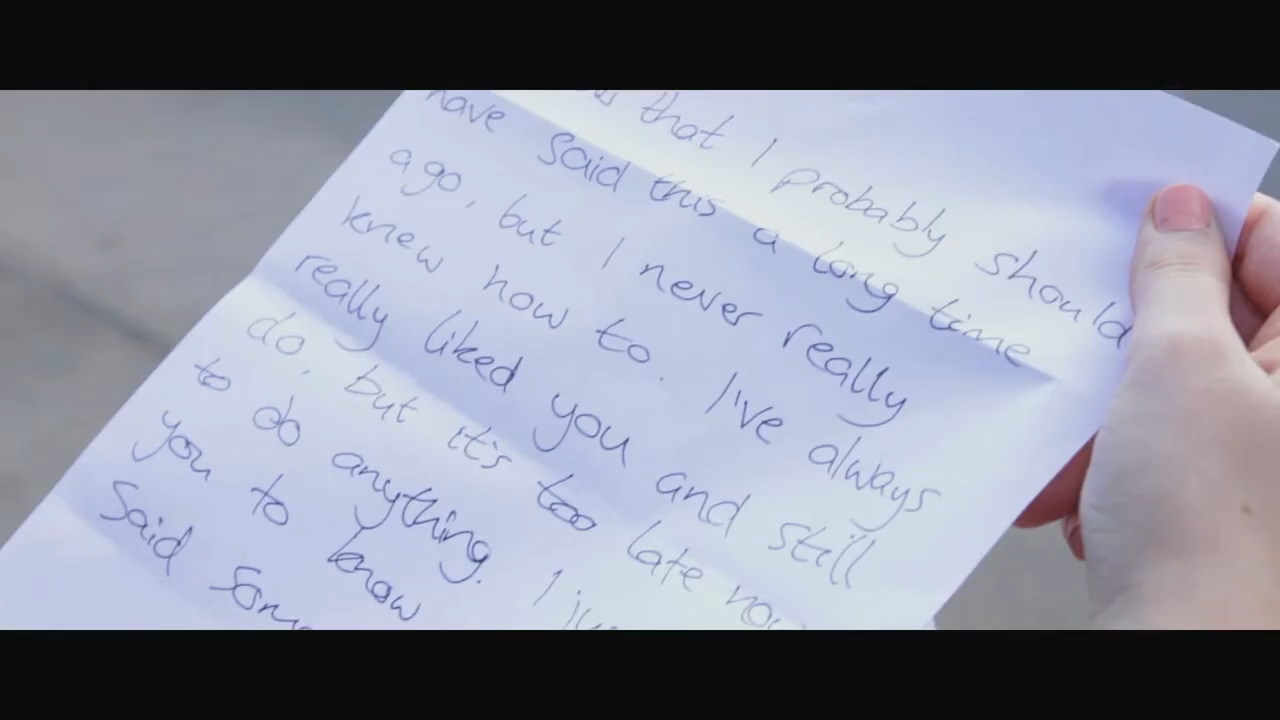 that I probably should
have said this a long time
ago, but I never really
knew how to. I've always
really liked you and still
do, but it's too late now
to do anything. I
you to know
said